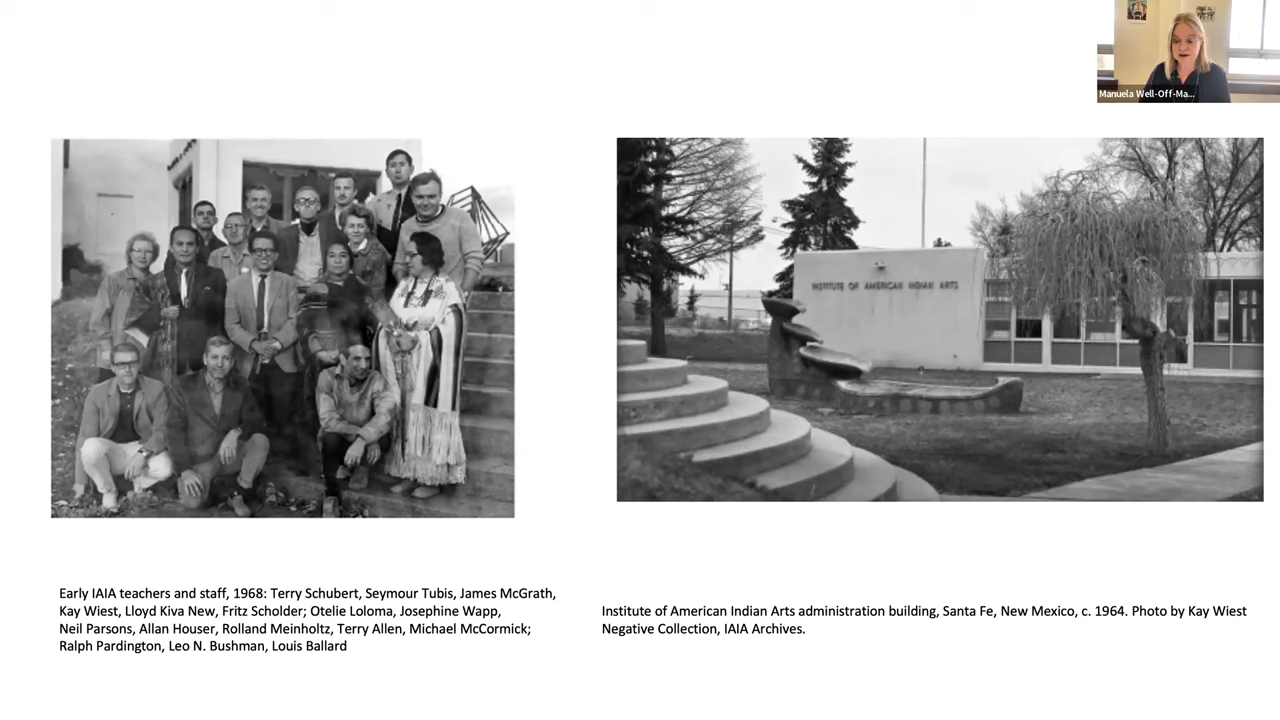 Manuela Well-Off-Ma...
INSTITUTE OF AMERICAN INDIAN ARTS
Early IAIA teachers and staff, 1968: Terry Schubert, Seymour Tubis, James McGrath,
Kay Wiest, Lloyd Kiva New, Fritz Scholder; Otelie Loloma, Josephine Wapp,
Neil Parsons, Allan Houser, Rolland Meinholtz, Terry Allen, Michael McCormick;
Ralph Pardington, Leo N. Bushman, Louis Ballard
Institute of American Indian Arts administration building, Santa Fe, New Mexico, c. 1964. Photo by Kay Wiest
Negative Collection, IAIA Archives.